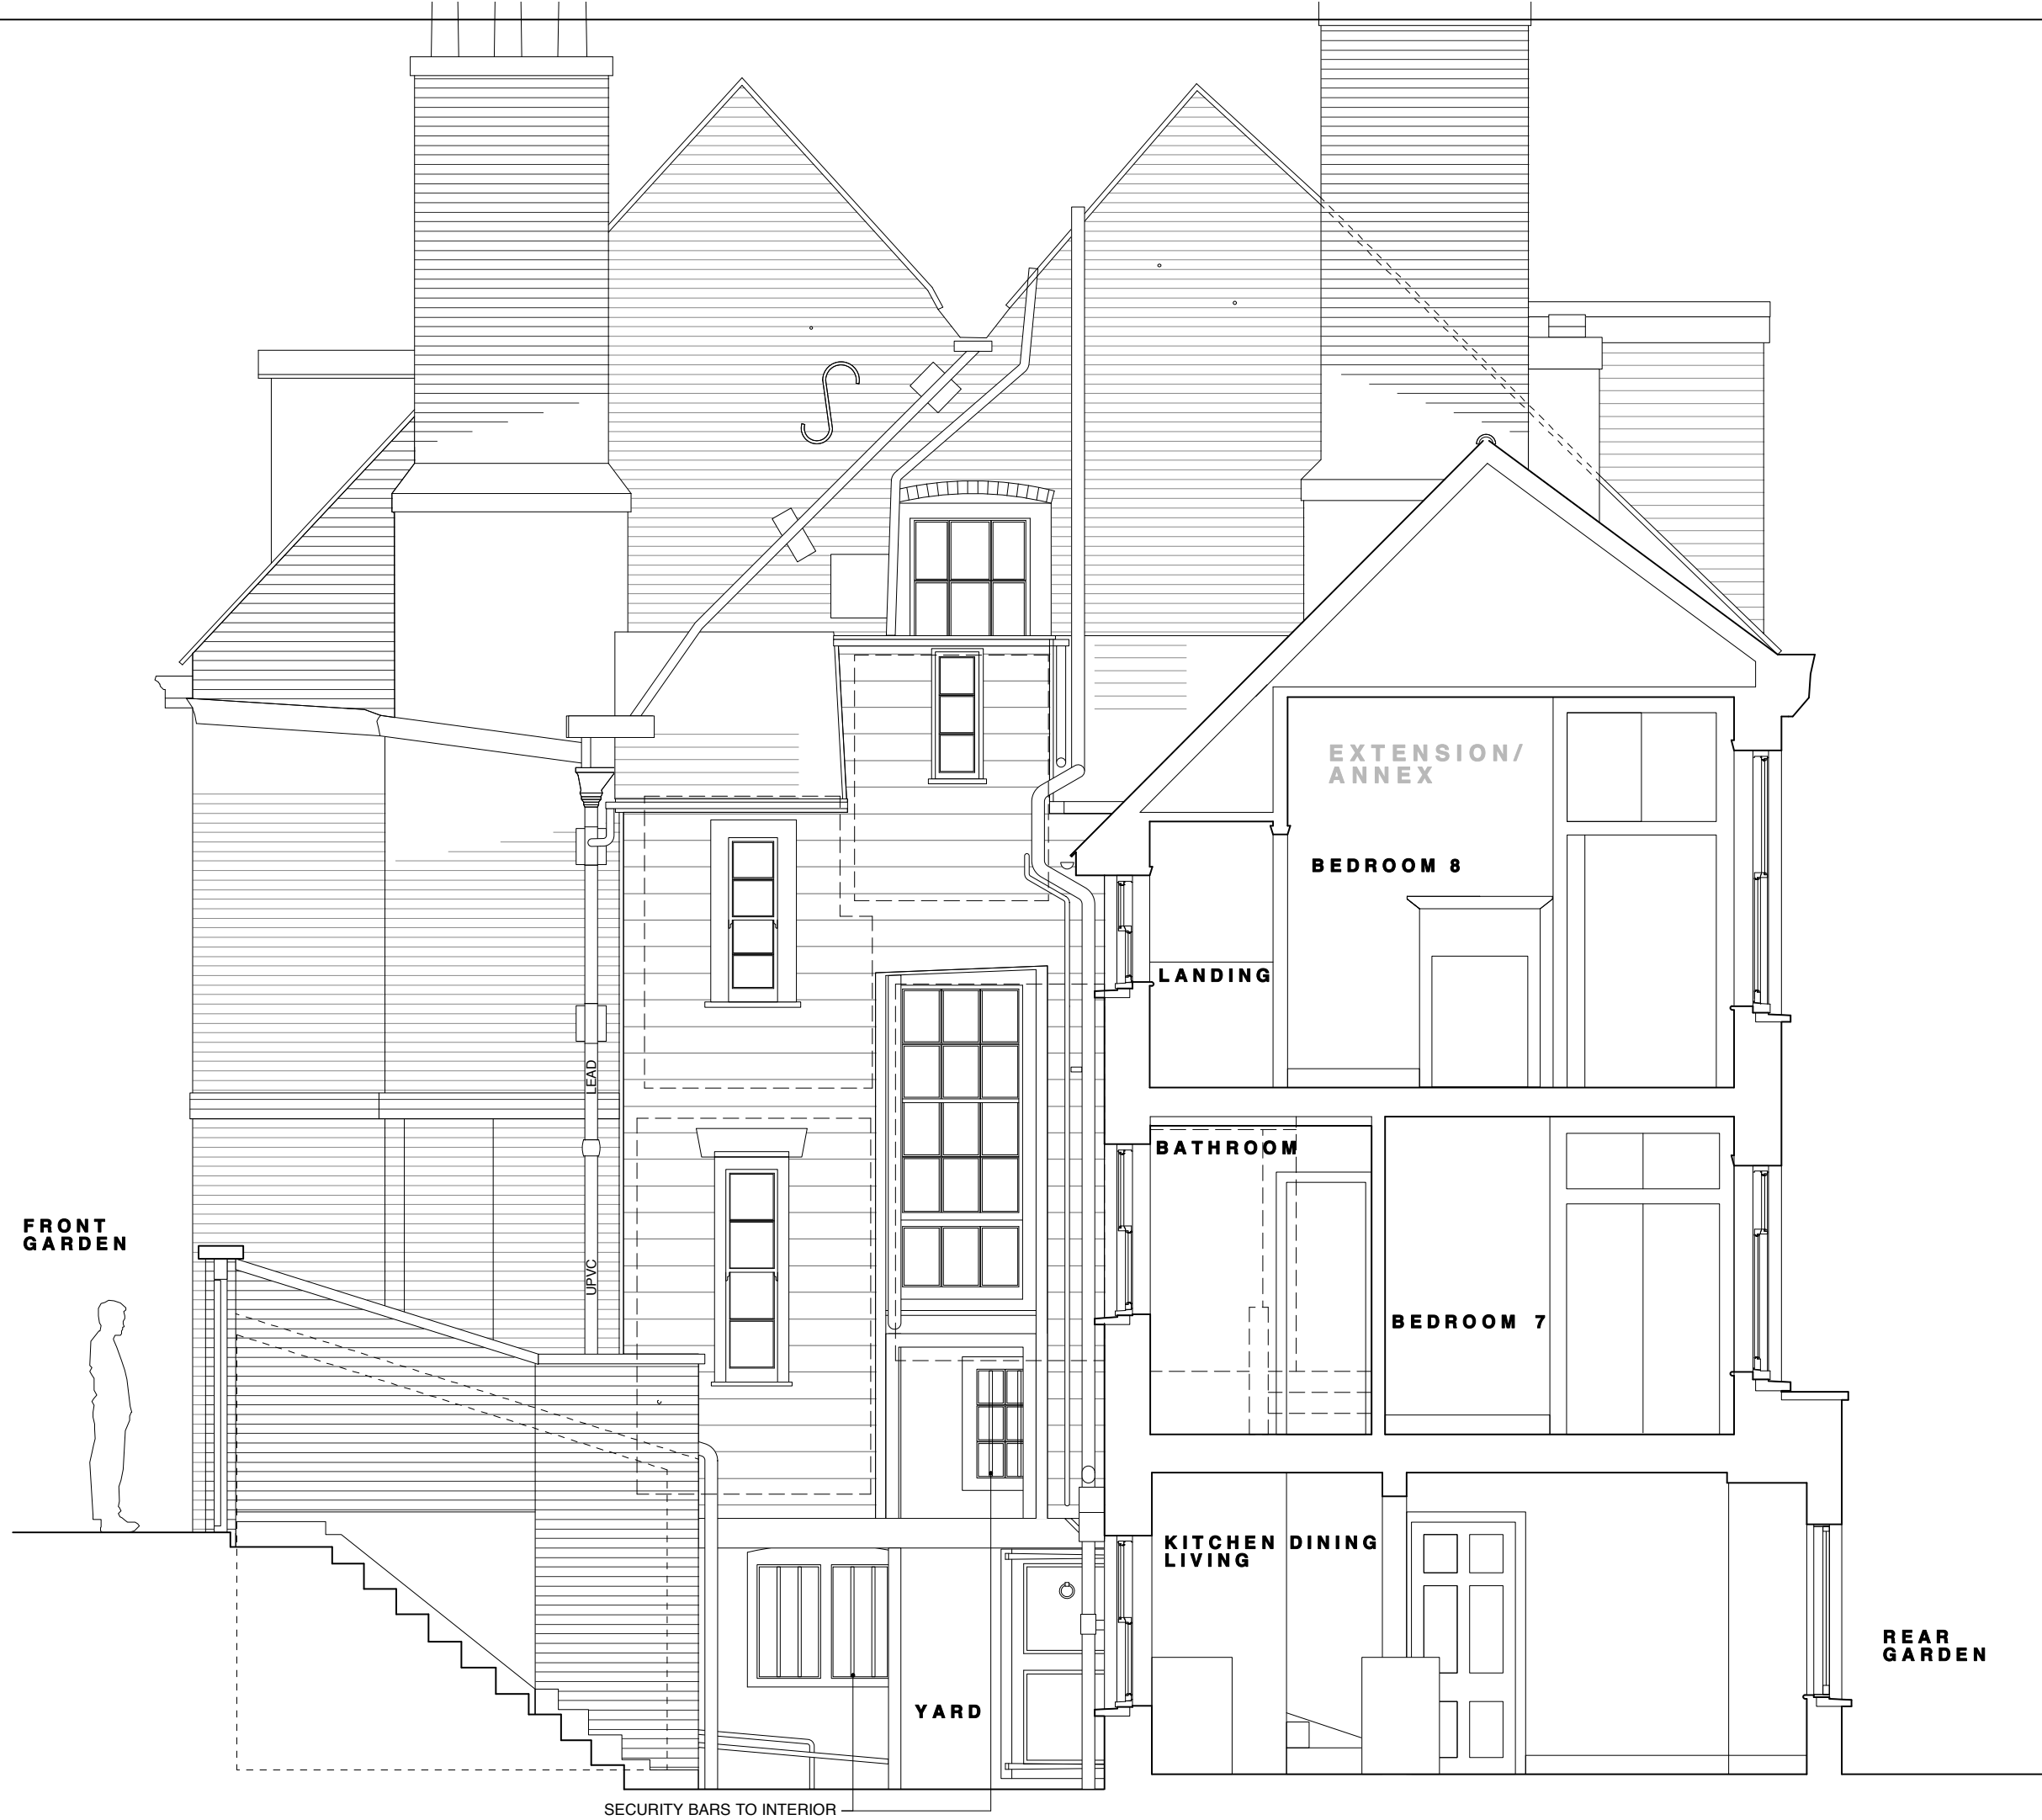 EXTENSION/
ANNEX
BEDROOM 8
LANDING
LEAD
BATHROOM
FRONT
GARDEN
UPVC
BEDROOM 7
KITCHEN DINING
LIVING
REAR
GARDEN
YARD
SECURITY BARS TO INTERIOR